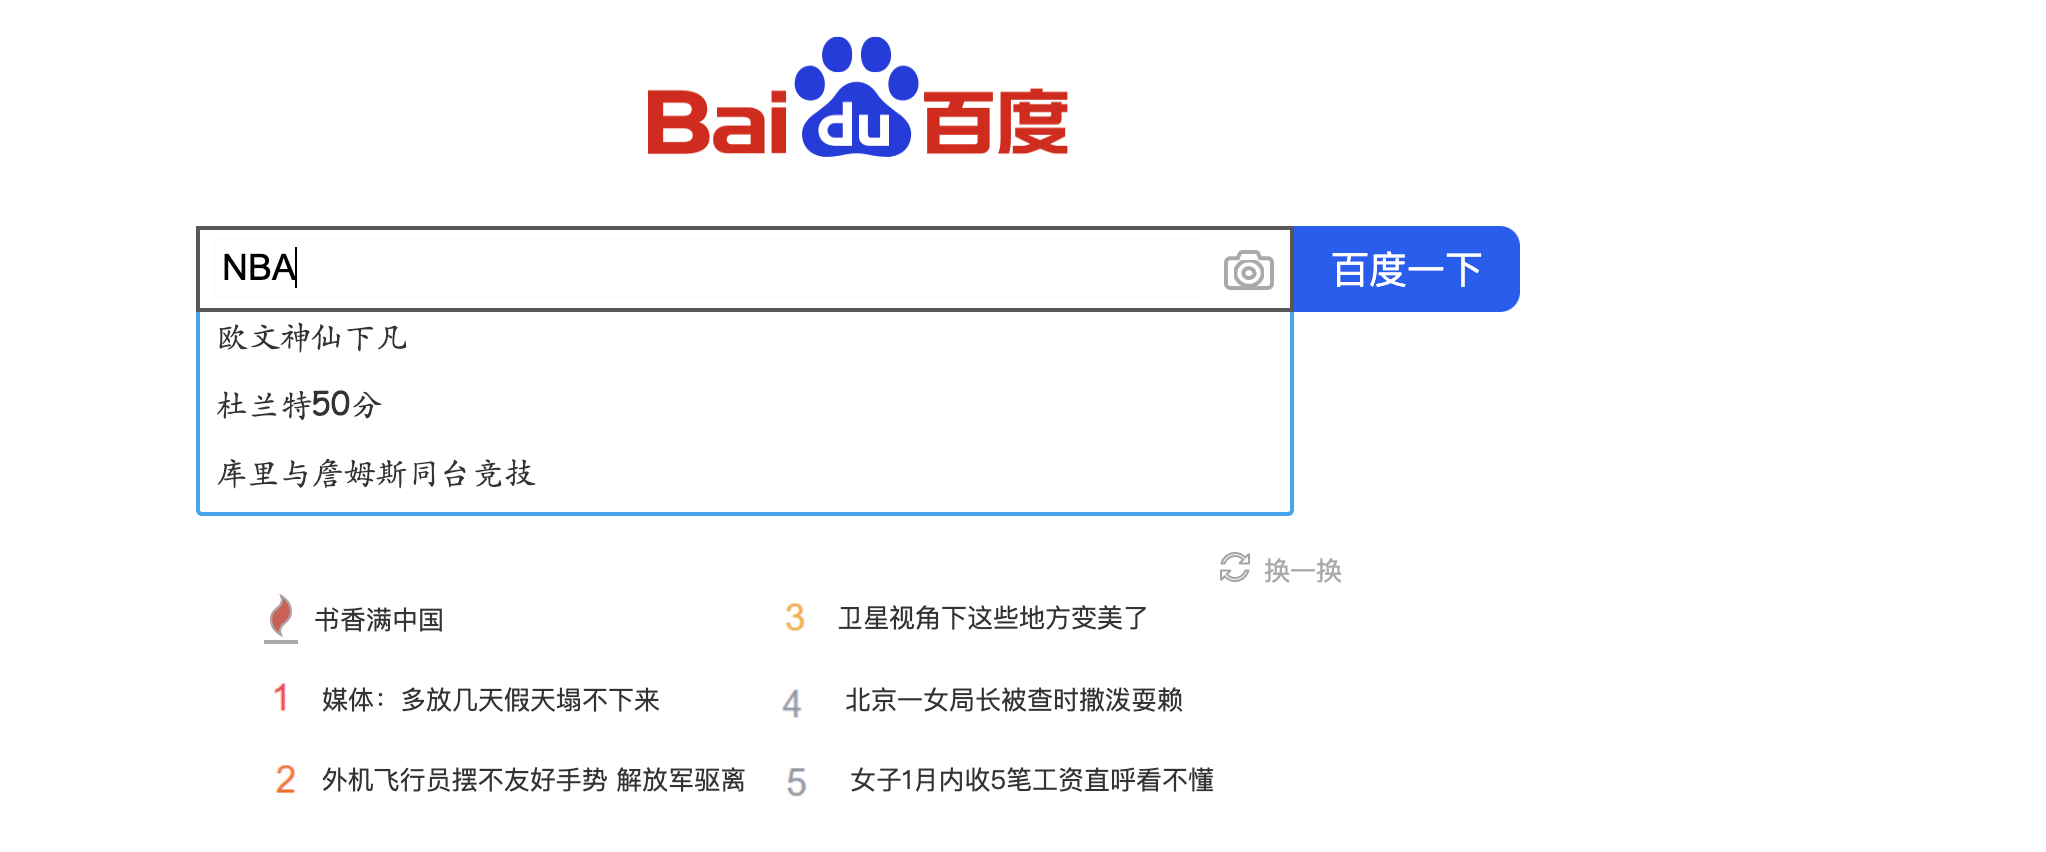 Bai du 百度
NBA
百度一下
欧文神仙下凡
杜兰特50分
库里与詹姆斯同台竞技
换一换
书香满中国
1 媒体：多放几天假天塌不下来
2 外机飞行员摆不友好手势 解放军驱离
3 卫星视角下这些地方变美了
4 北京一女局长被查时撒泼耍赖
5 女子1月内收5笔工资直呼看不懂